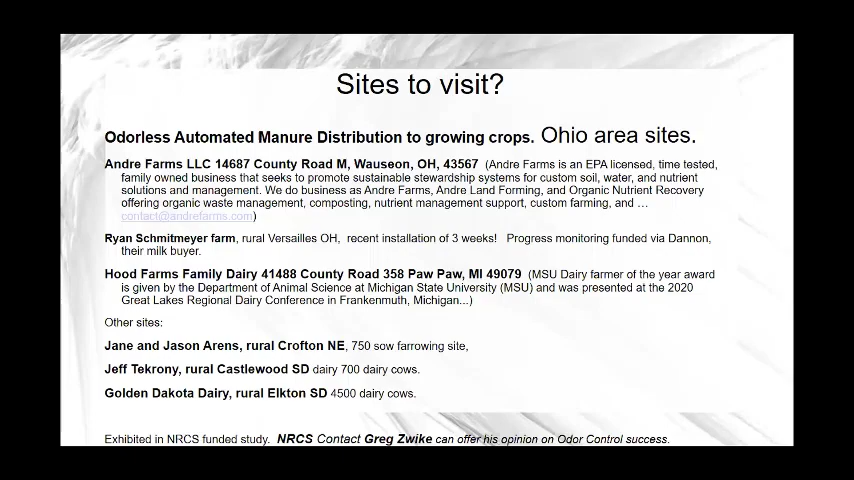 Sites to visit?
Odorless Automated Manure Distribution to growing crops. Ohio area sites.
Andre Farms LLC 14687 County Road M, Wauseon, OH, 43567 (Andre Farms is an EPA licensed, time tested,
family owned business that seeks to promote sustainable stewardship systems for custom soil, water, and nutrient
solutions and management. We do business as Andre Farms, Andre Land Forming, and Organic Nutrient Recovery
offering organic waste management, composting, nutrient management support, custom farming, and …
contact@andrefarms.com)
Ryan Schmitmeyer farm, rural Versailles OH, recent installation of 3 weeks! Progress monitoring funded via Dannon,
their milk buyer.
Hood Farms Family Dairy 41488 County Road 358 Paw Paw, MI 49079 (MSU Dairy farmer of the year award
is given by the Department of Animal Science at Michigan State University (MSU) and was presented at the 2020
Great Lakes Regional Dairy Conference in Frankenmuth, Michigan...)
Other sites:
Jane and Jason Arens, rural Crofton NE, 750 sow farrowing site,
Jeff Tekrony, rural Castlewood SD dairy 700 dairy cows.
Golden Dakota Dairy, rural Elkton SD 4500 dairy cows.
Exhibited in NRCS funded study. NRCS Contact Greg Zwike can offer his opinion on Odor Control success.